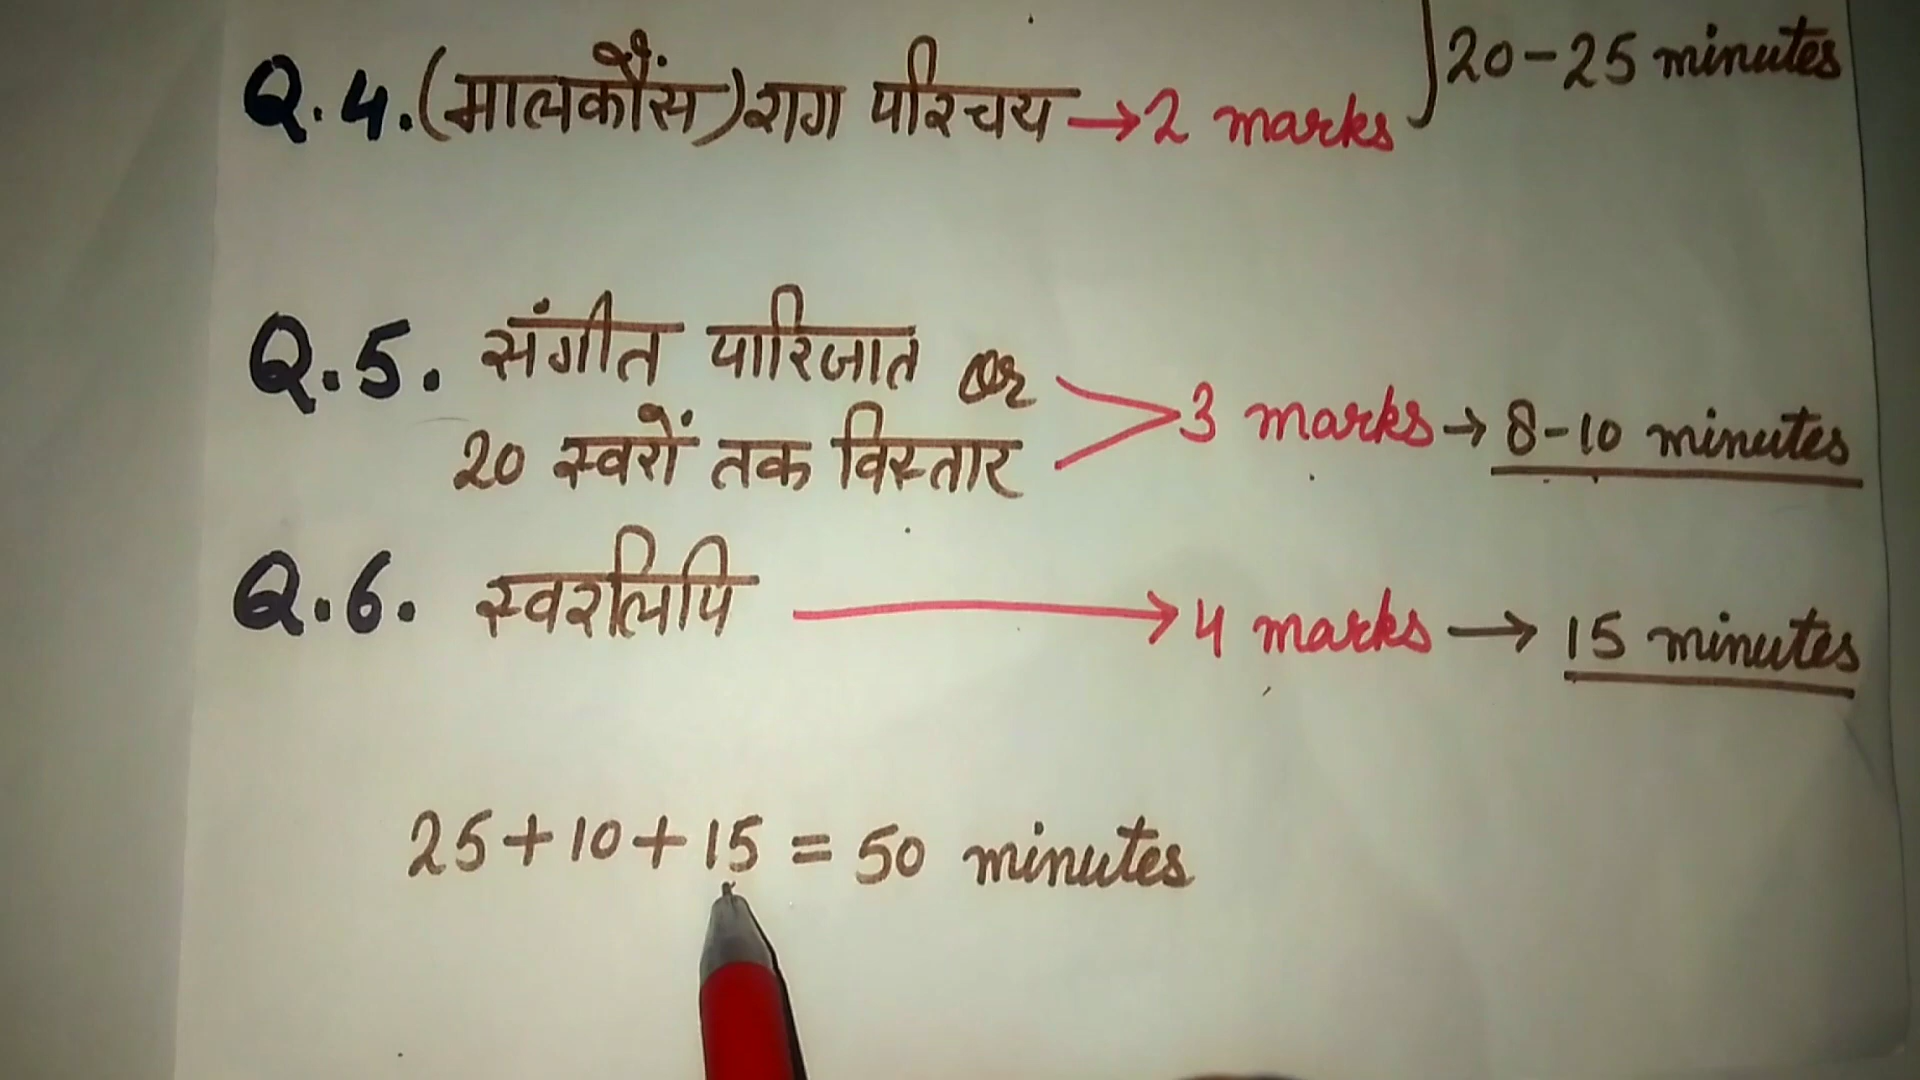 Q.4. (मालकौंस) राग परिचय → 2 marks ] 20-25 minutes
Q.5. संगीत पारिजात or
20 स्वरों तक विस्तार > 3 marks → 8-10 minutes
Q.6. स्वरलिपि → 4 marks → 15 minutes
25+10+15 = 50 minutes